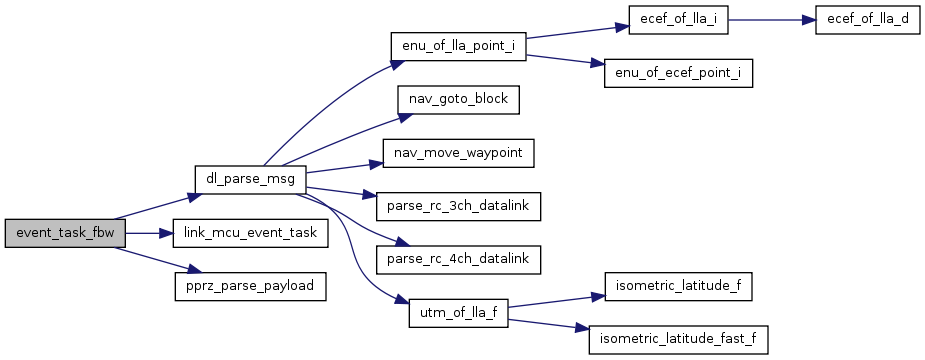 event_task_fbw
dl_parse_msg
enu_of_lla_point_i
ecef_of_lla_i
ecef_of_lla_d
enu_of_ecef_point_i
nav_goto_block
nav_move_waypoint
parse_rc_3ch_datalink
parse_rc_4ch_datalink
utm_of_lla_f
isometric_latitude_f
isometric_latitude_fast_f
link_mcu_event_task
pprz_parse_payload